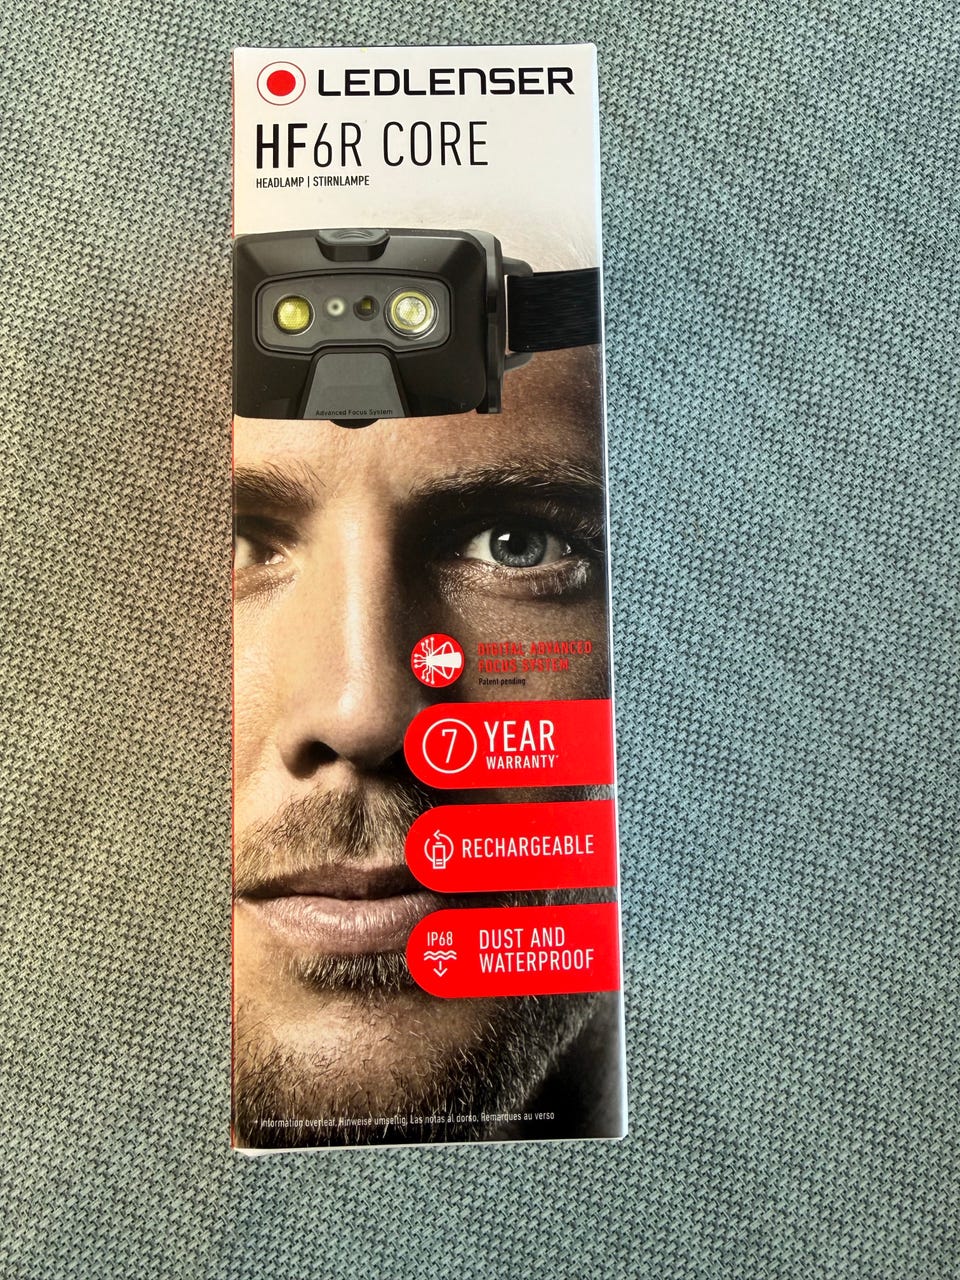 LEDLENSER
HF6R CORE
HEADLAMP | STIRNLAMPE
Advanced Focus System
DIGITAL ADVANCED
FOCUS SYSTEM
Patent pending
7 YEAR
WARRANTY*
RECHARGEABLE
IP68
DUST AND
WATERPROOF
* Information overleaf, Hinweise umseitig, Las notas al dorso, Remarques au verso